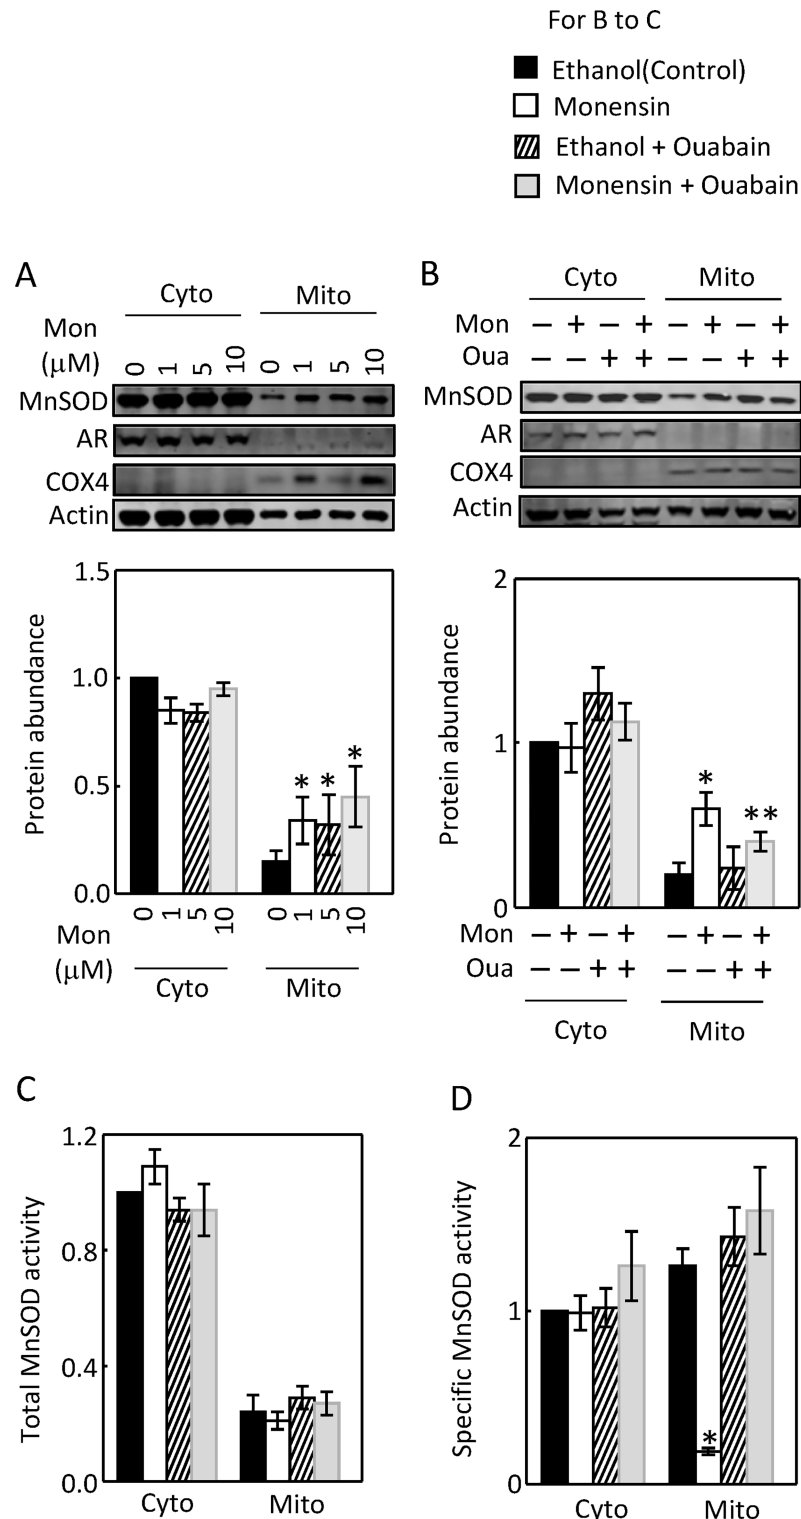 For B to C
Ethanol(Control)
Monensin
Ethanol + Ouabain
Monensin + Ouabain
A
Cyto Mito
Mon
(μM) 0 1 5 10 0 1 5 10
MnSOD
AR
COX4
Actin
Protein abundance
1.5
1.0
0.5
0.0
* * *
Mon
(μM) 0 1 5 10 0 1 5 10
Cyto Mito
B
Cyto Mito
Mon − + − + − + − +
Oua − − + + − − + +
MnSOD
AR
COX4
Actin
Protein abundance
2
1
0
* **
Mon − + − + − + − +
Oua − − + + − − + +
Cyto Mito
C
Total MnSOD activity
1.2
0.8
0.4
0.0
Cyto Mito
D
Specific MnSOD activity
2
1
0
*
Cyto Mito